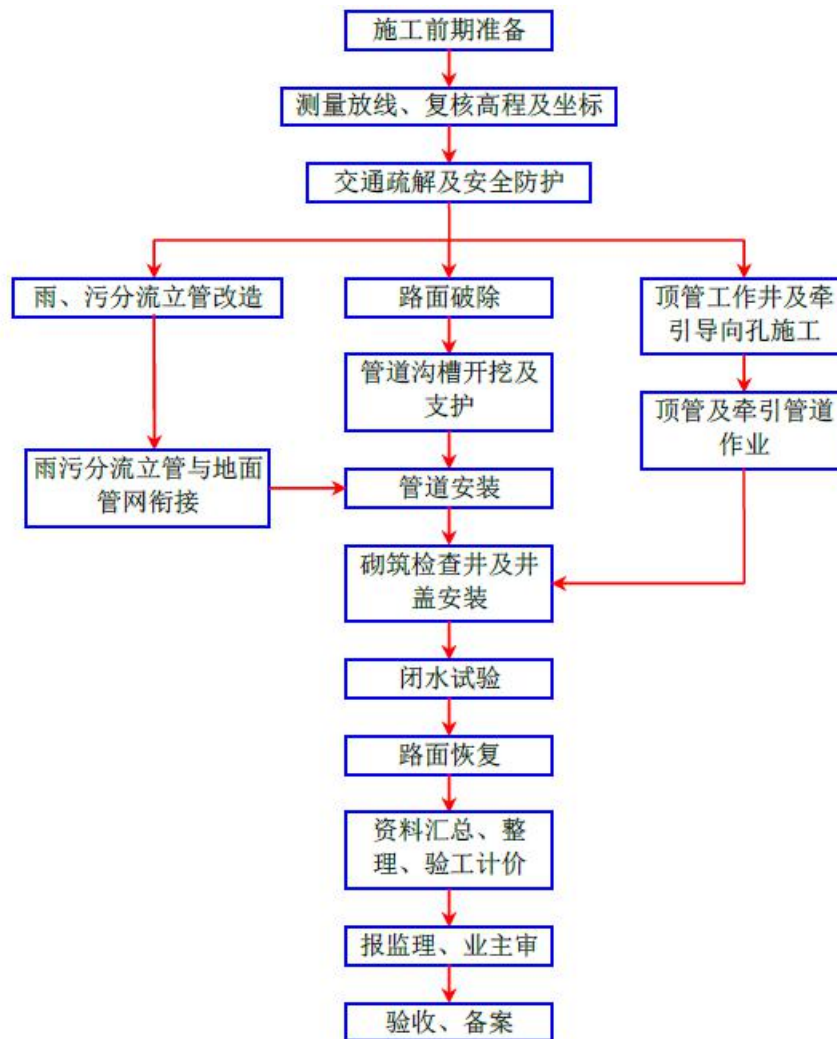 施工前期准备
测量放线、复核高程及坐标
交通疏解及安全防护
雨、污分流立管改造
路面破除
顶管工作井及牵
引导向孔施工
管道沟槽开挖及
支护
顶管及牵引管道
作业
雨污分流立管与地面
管网衔接
管道安装
砌筑检查井及井
盖安装
闭水试验
路面恢复
资料汇总、整
理、验工计价
报监理、业主审
验收、备案